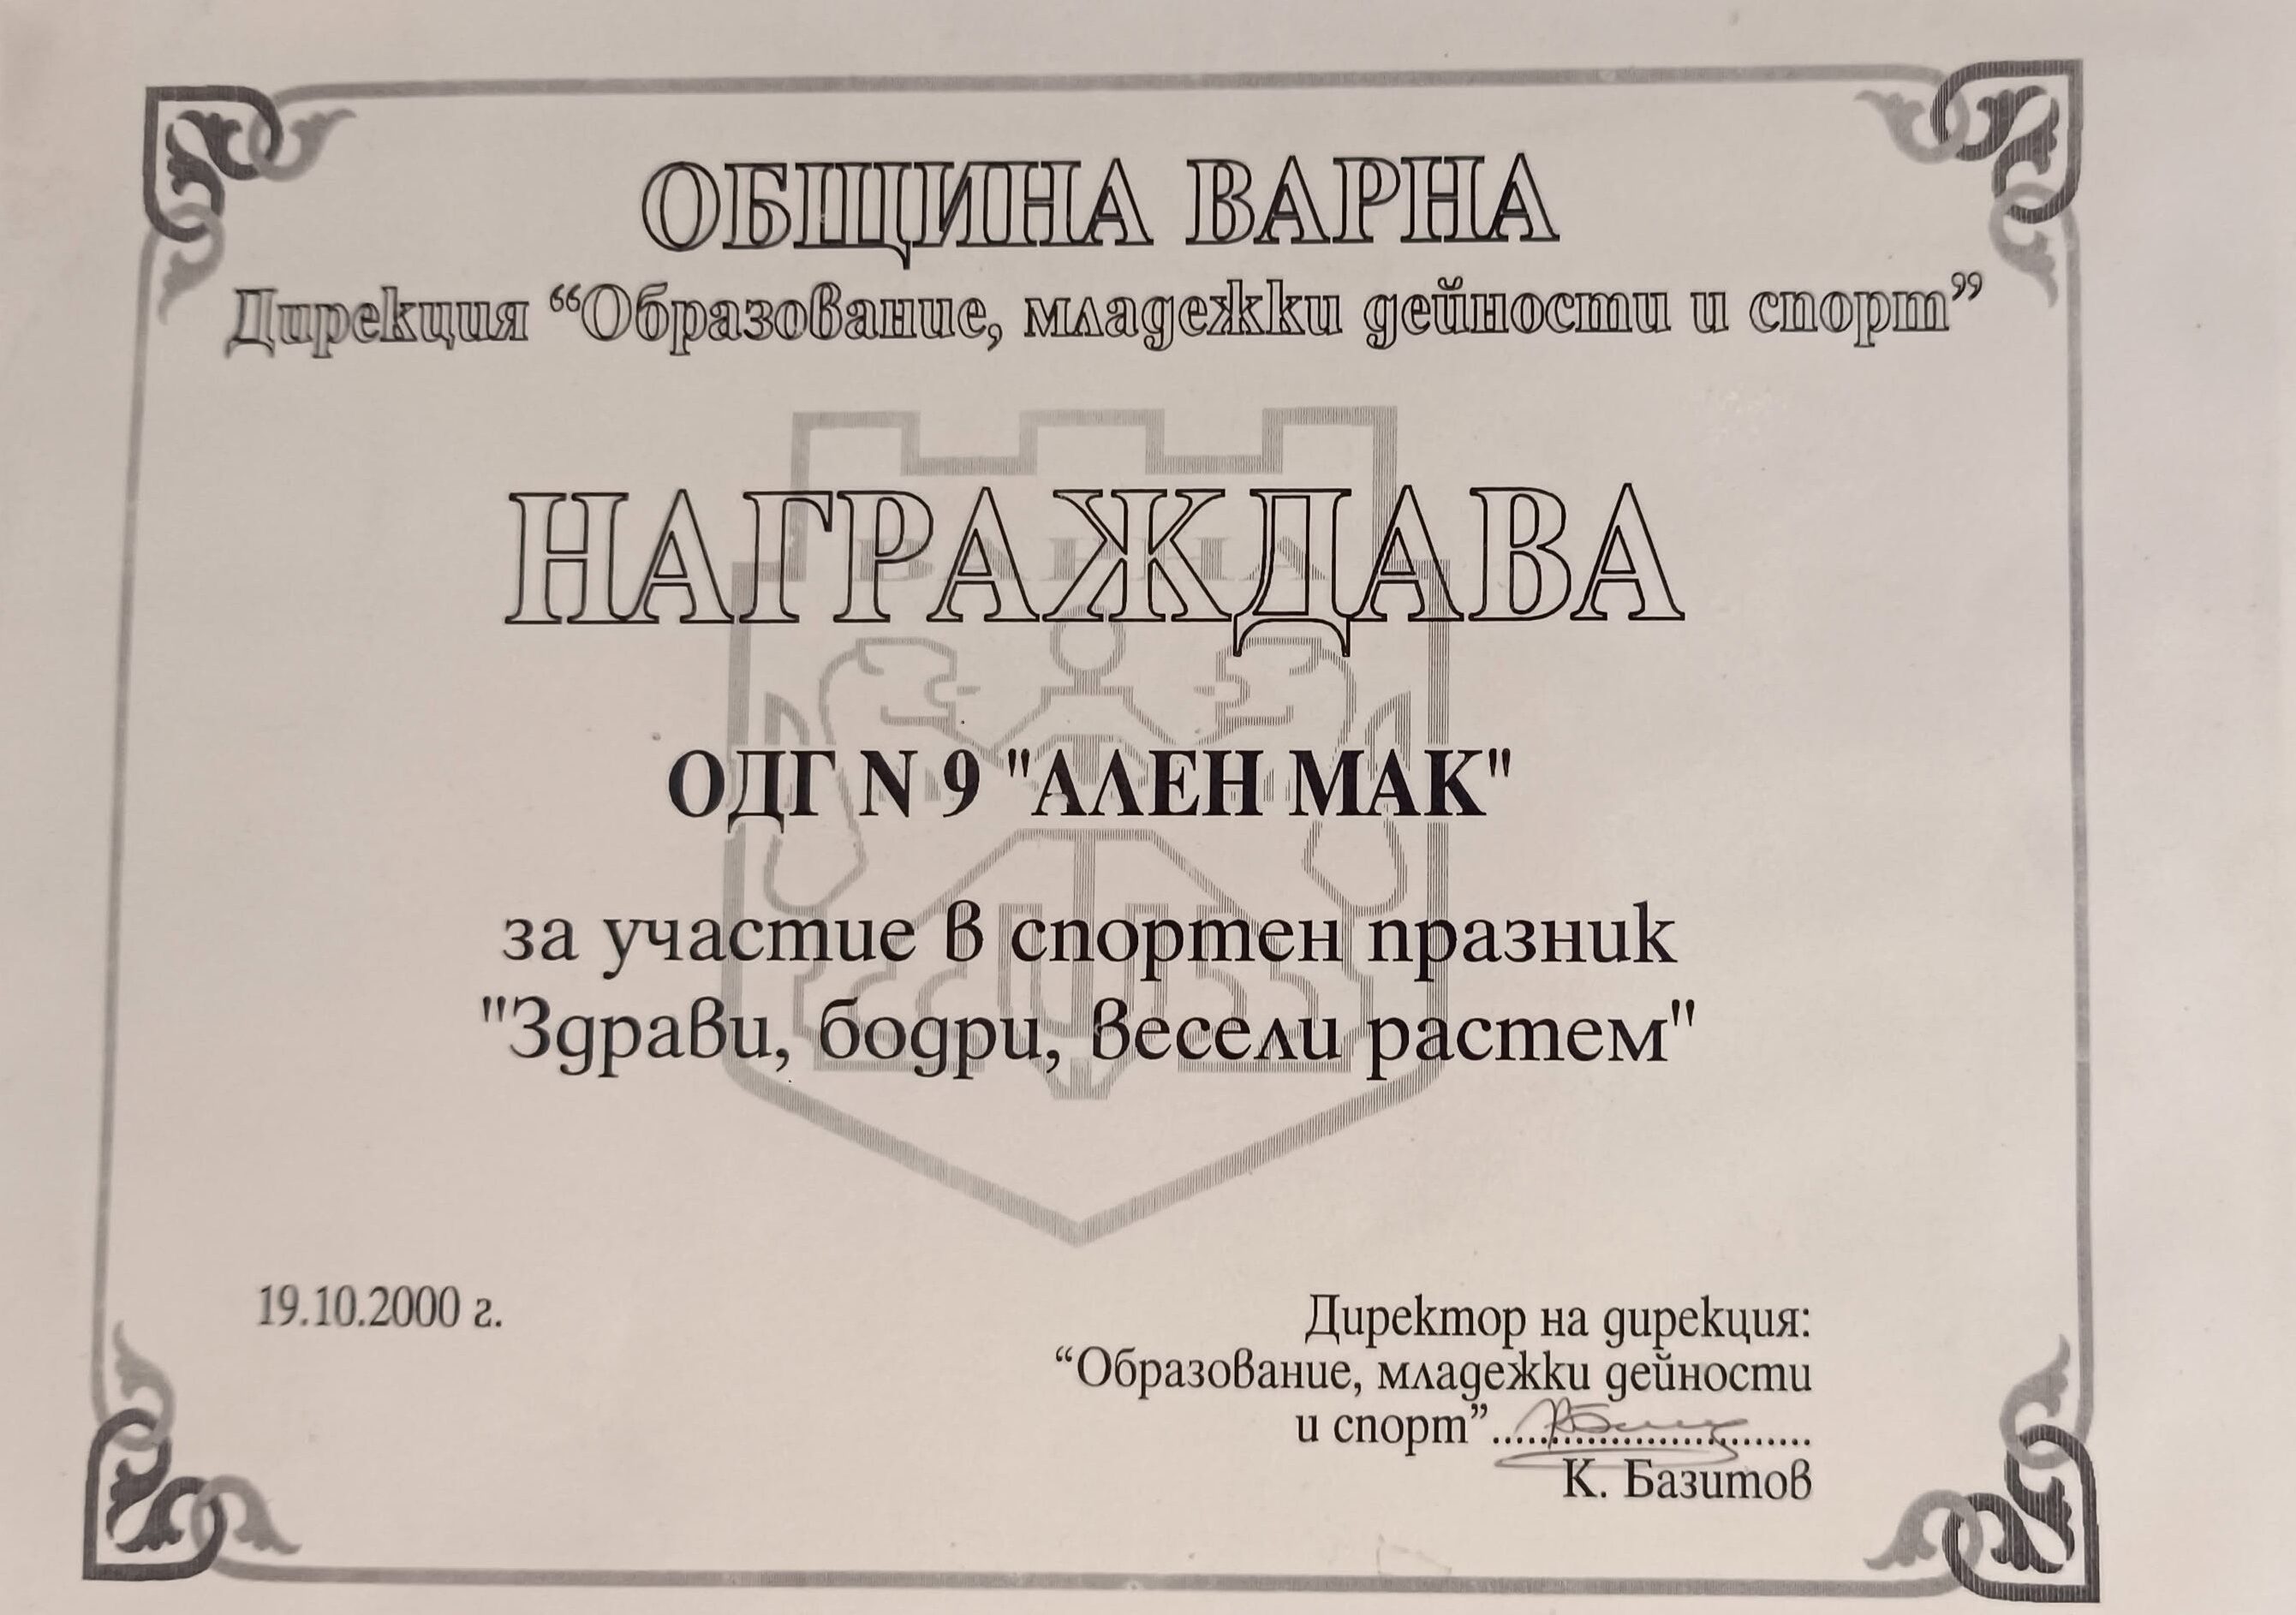 ОБЩИНА ВАРНА
Дирекция “Образование, младежки дейности и спорт”
ВАРНА
НАГРАЖДАВА
ОДГ N 9 "АЛЕН МАК"
за участие в спортен празник
"Здрави, бодри, весели растем"
19.10.2000 г.
Директор на дирекция:
“Образование, младежки дейности
и спорт”..............................
К. Базитов